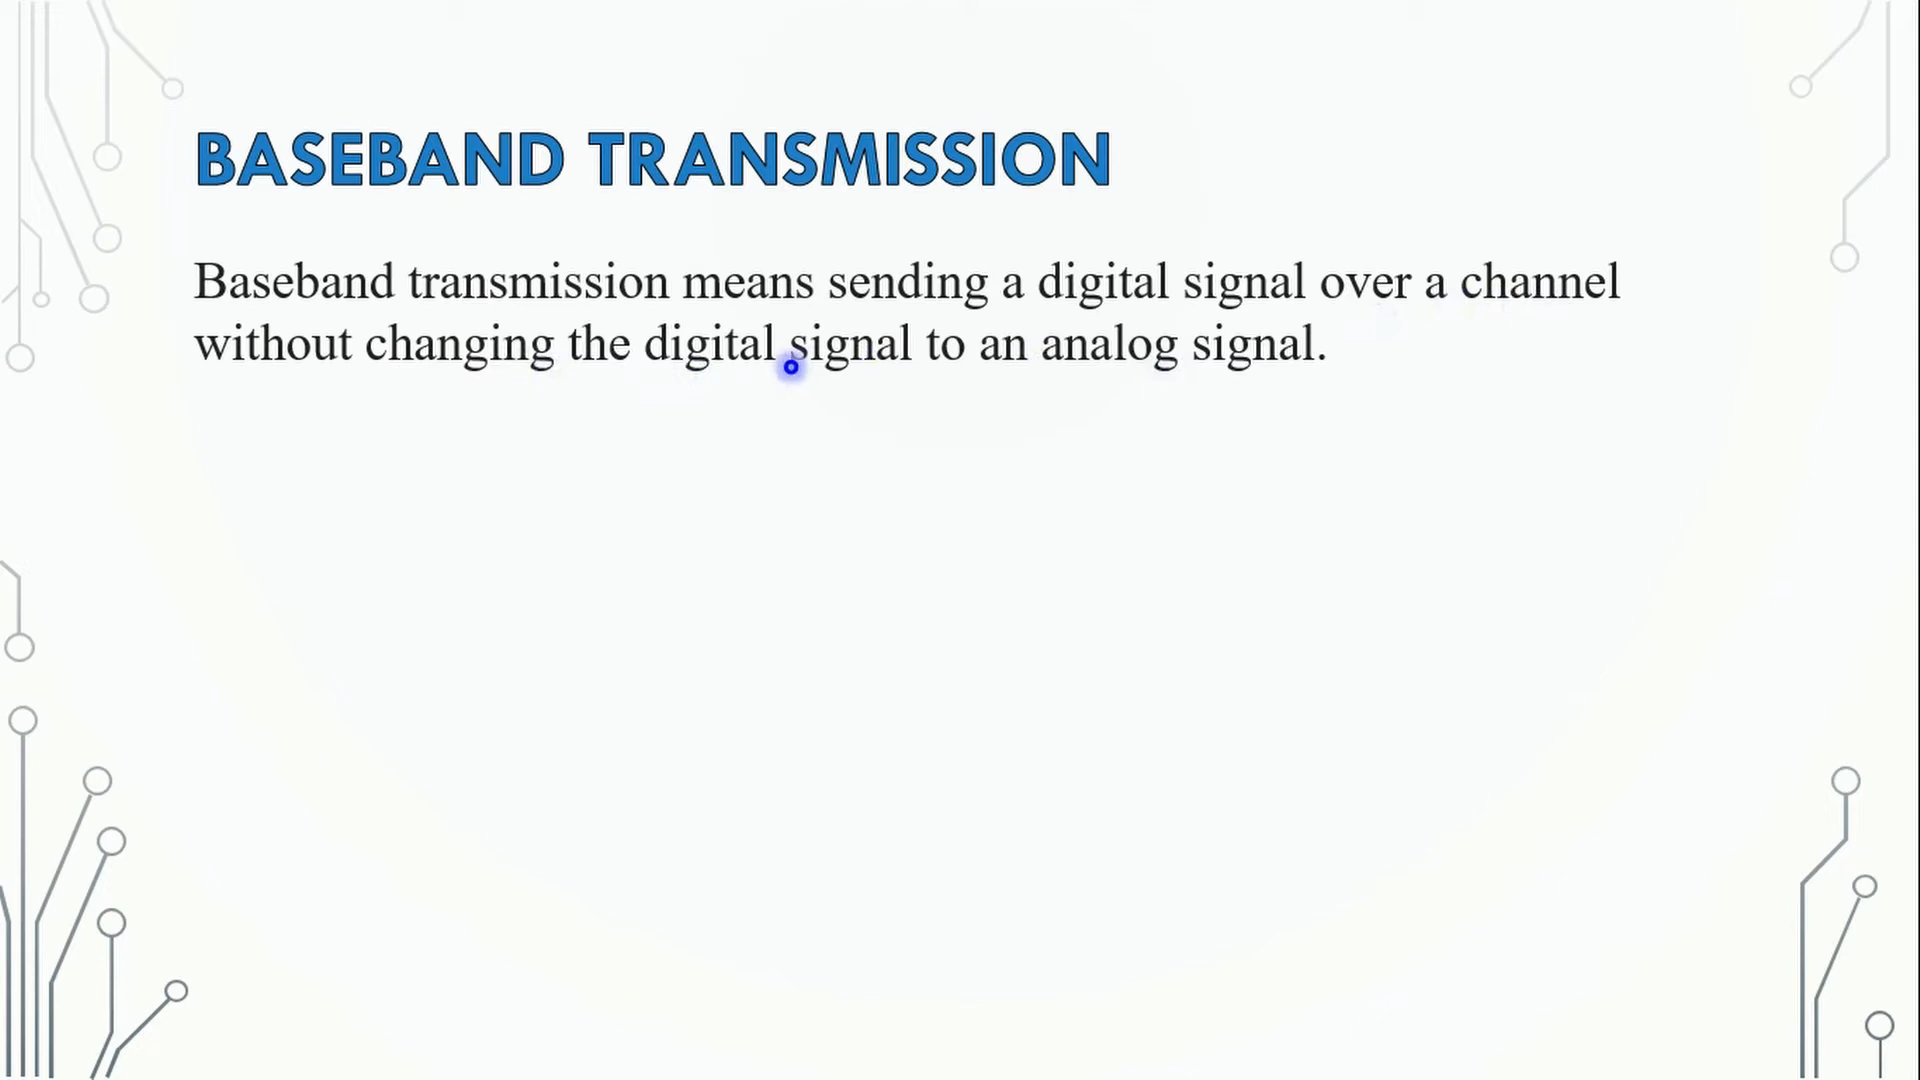 BASEBAND TRANSMISSION
Baseband transmission means sending a digital signal over a channel
without changing the digital signal to an analog signal.